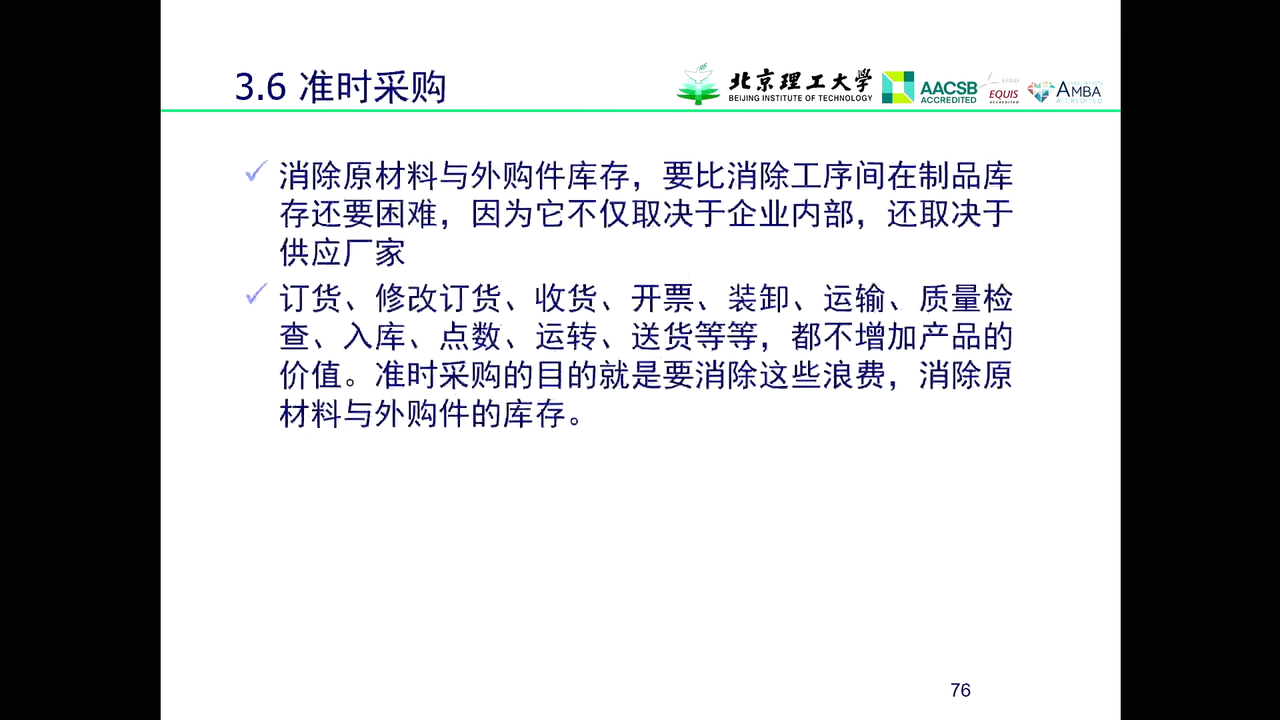 3.6 准时采购
北京理工大学
BEIJING INSTITUTE OF TECHNOLOGY
AACSB
ACCREDITED
EFMD
EQUIS
ACCREDITED
ASSOCIATION
AMBA
ACCREDITED
消除原材料与外购件库存，要比消除工序间在制品库
存还要困难，因为它不仅取决于企业内部，还取决于
供应厂家
订货、修改订货、收货、开票、装卸、运输、质量检
查、入库、点数、运转、送货等等，都不增加产品的
价值。准时采购的目的就是要消除这些浪费，消除原
材料与外购件的库存。
76